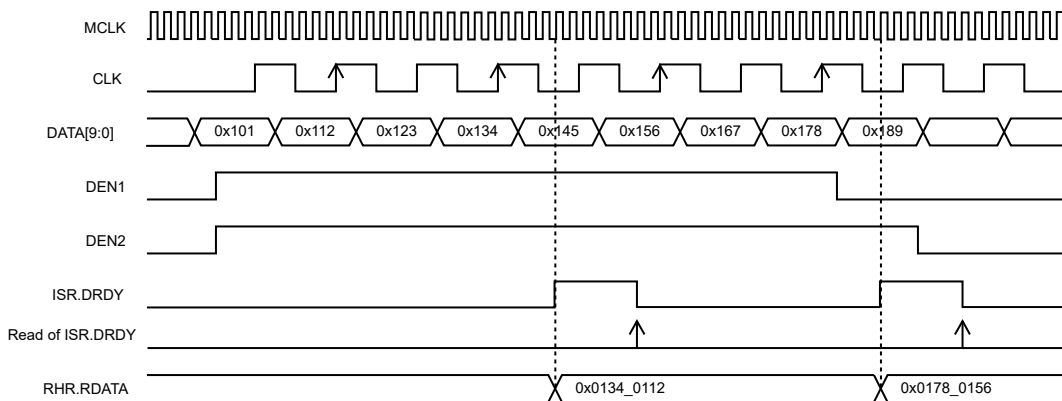 MCLK
CLK
DATA[9:0] 0x101 0x112 0x123 0x134 0x145 0x156 0x167 0x178 0x189
DEN1
DEN2
ISR.DRDY
Read of ISR.DRDY
RHR.RDATA 0x0134_0112 0x0178_0156